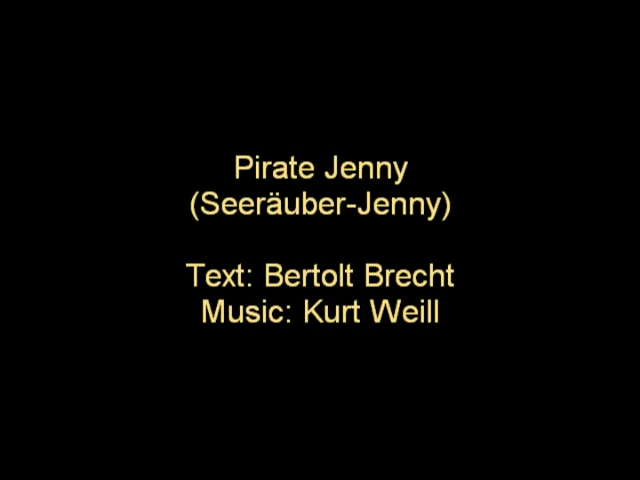 Pirate Jenny
(Seeräuber-Jenny)
Text: Bertolt Brecht
Music: Kurt Weill